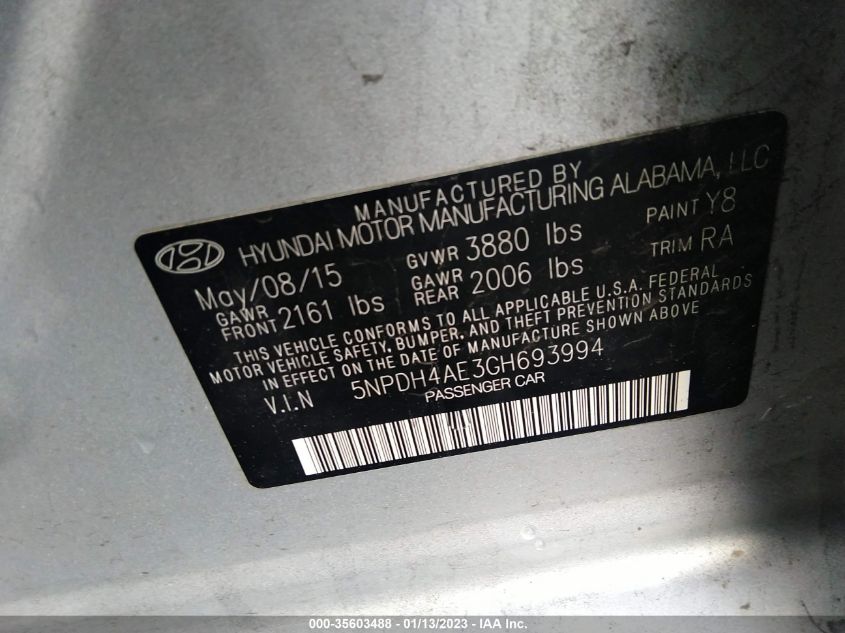 MANUFACTURED BY
HYUNDAI MOTOR MANUFACTURING ALABAMA, LLC
May/08/15 GVWR 3880 lbs PAINT Y8
GAWR FRONT 2161 lbs GAWR REAR 2006 lbs TRIM RA
THIS VEHICLE CONFORMS TO ALL APPLICABLE U.S.A. FEDERAL
MOTOR VEHICLE SAFETY, BUMPER, AND THEFT PREVENTION STANDARDS
IN EFFECT ON THE DATE OF MANUFACTURE SHOWN ABOVE
V.I.N 5NPDH4AE3GH693994
PASSENGER CAR
000-35603488 - 01/13/2023 - IAA Inc.